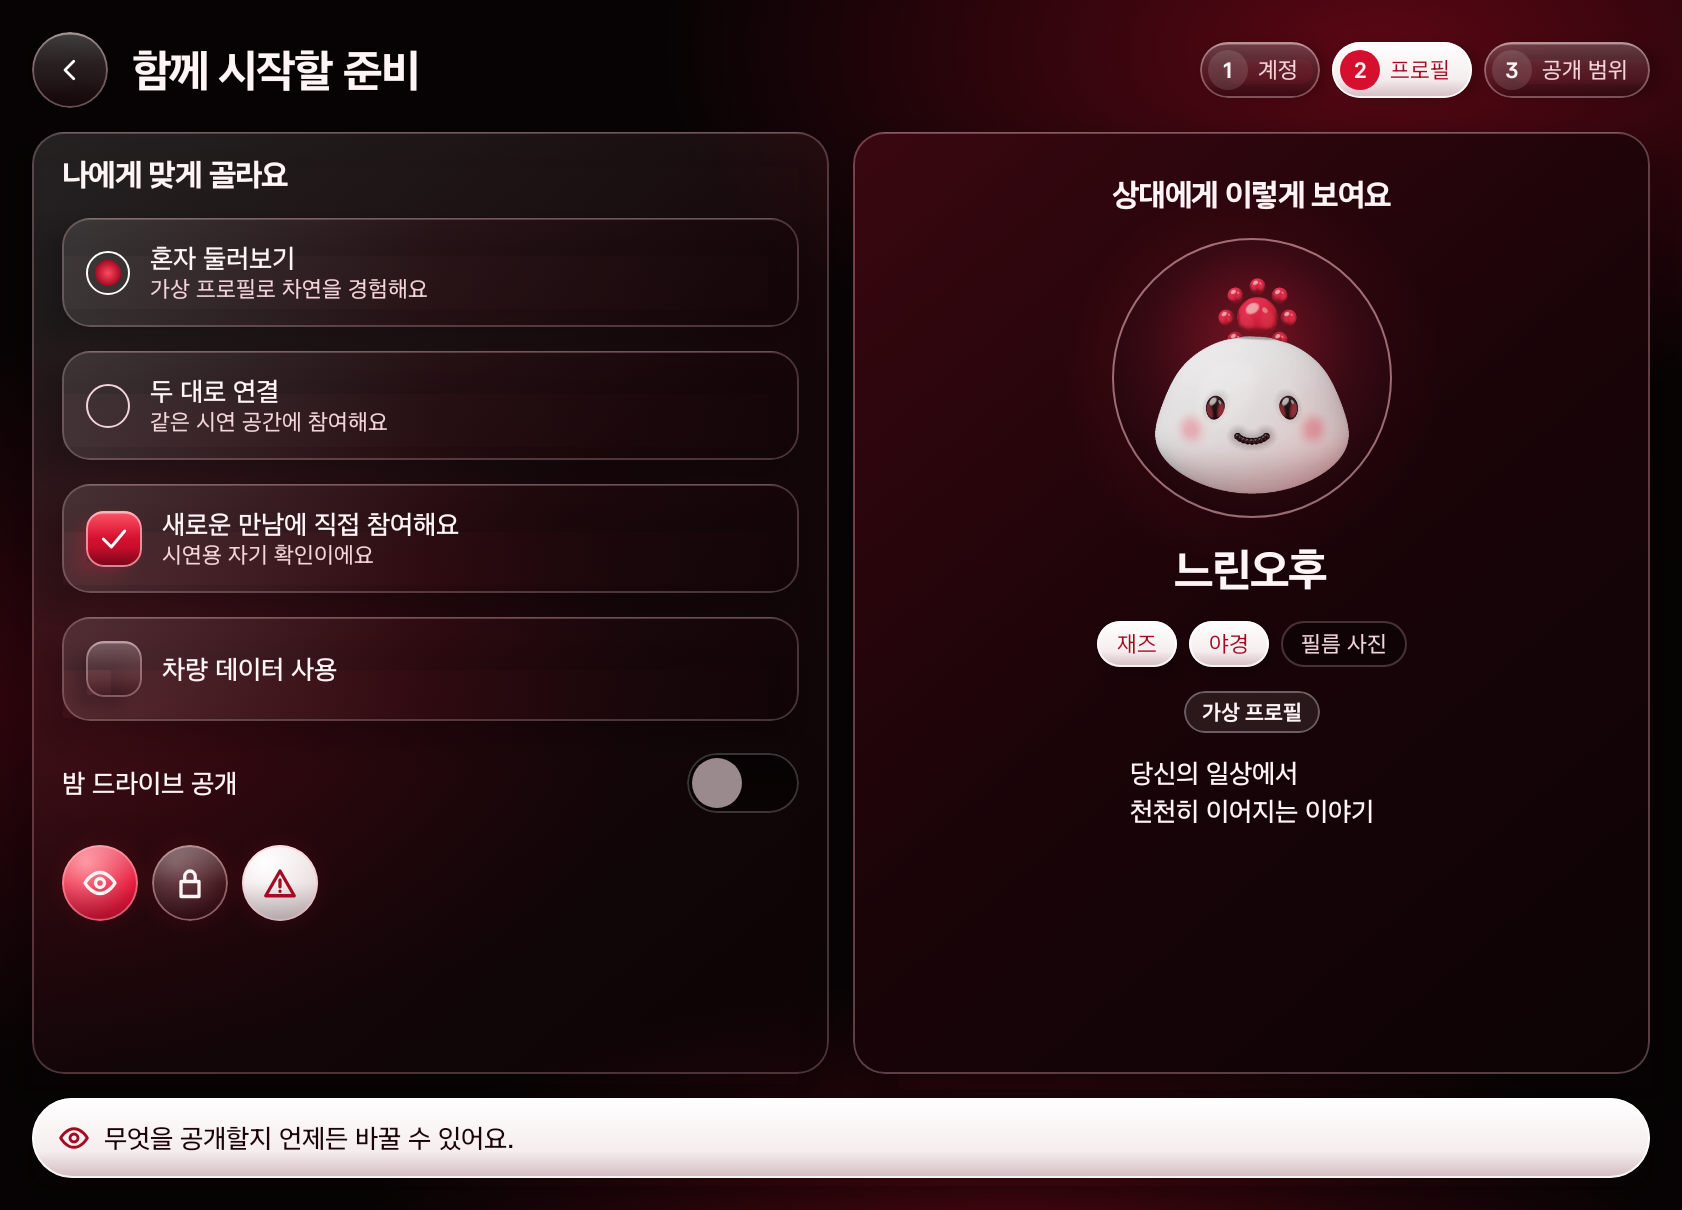 함께 시작할 준비
1 계정
2 프로필
3 공개 범위
나에게 맞게 골라요
혼자 둘러보기
가상 프로필로 차연을 경험해요
두 대로 연결
같은 시연 공간에 참여해요
새로운 만남에 직접 참여해요
시연용 자기 확인이에요
차량 데이터 사용
밤 드라이브 공개
상대에게 이렇게 보여요
느린오후
재즈
야경
필름 사진
가상 프로필
당신의 일상에서
천천히 이어지는 이야기
무엇을 공개할지 언제든 바꿀 수 있어요.